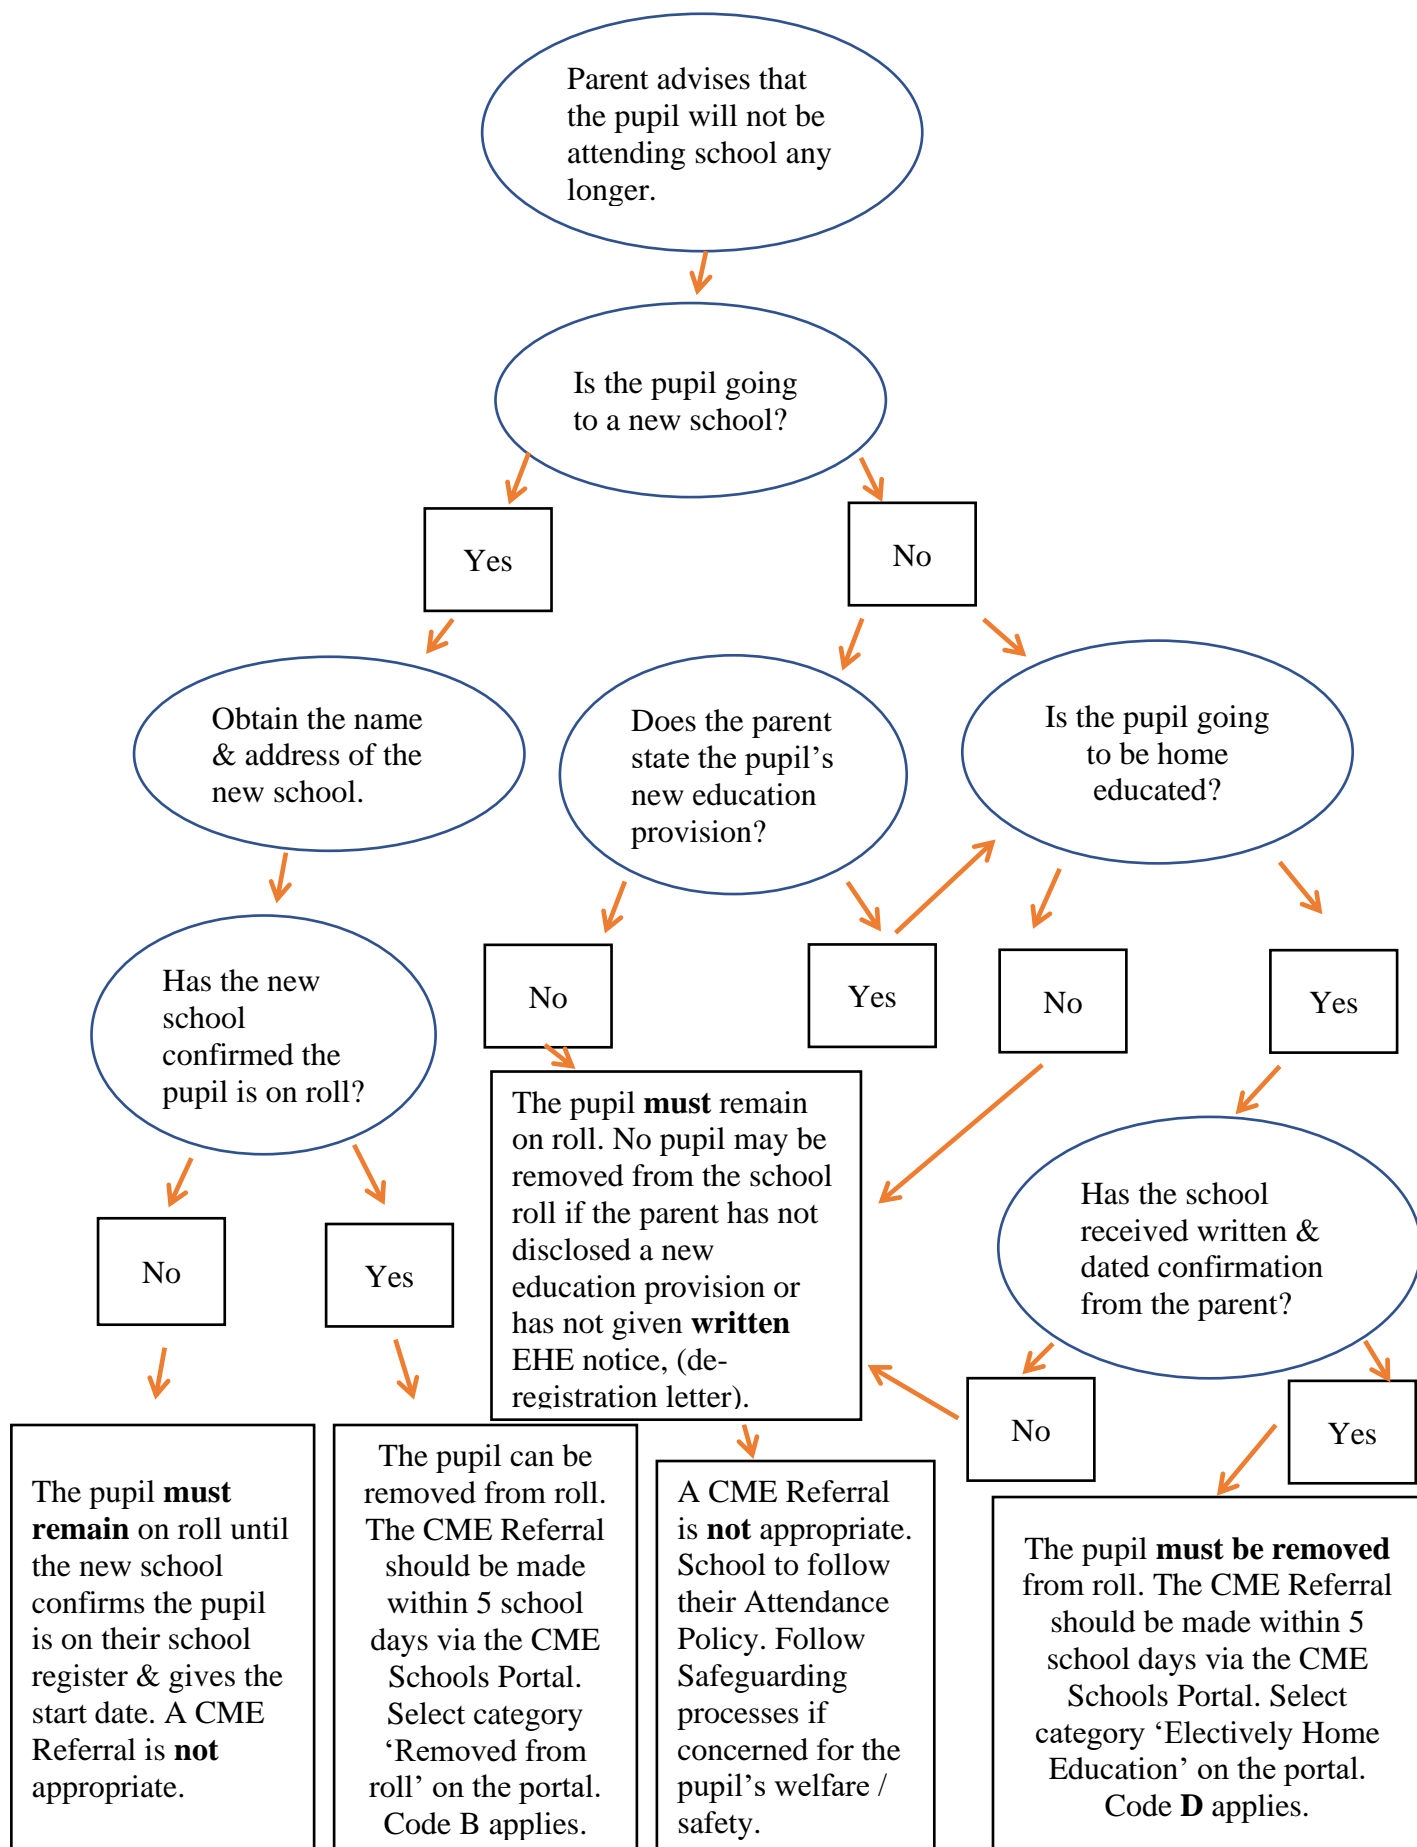 Parent advises that
the pupil will not be
attending school any
longer.
Is the pupil going
to a new school?
Yes
No
Obtain the name
& address of the
new school.
Does the parent
state the pupil’s
new education
provision?
Is the pupil going
to be home
educated?
Has the new
school
confirmed the
pupil is on roll?
No
Yes
No
Yes
The pupil must remain
on roll. No pupil may be
removed from the school
roll if the parent has not
disclosed a new
education provision or
has not given written
EHE notice, (de-
registration letter).
Has the school
received written &
dated confirmation
from the parent?
No
Yes
No
Yes
The pupil must
remain on roll until
the new school
confirms the pupil
is on their school
register & gives the
start date. A CME
Referral is not
appropriate.
The pupil can be
removed from roll.
The CME Referral
should be made
within 5 school
days via the CME
Schools Portal.
Select category
‘Removed from
roll’ on the portal.
Code B applies.
A CME Referral
is not appropriate.
School to follow
their Attendance
Policy. Follow
Safeguarding
processes if
concerned for the
pupil’s welfare /
safety.
The pupil must be removed
from roll. The CME Referral
should be made within 5
school days via the CME
Schools Portal. Select
category ‘Electively Home
Education’ on the portal.
Code D applies.